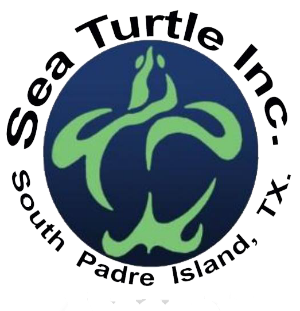 Sea Turtle Inc.
South Padre Island, TX.